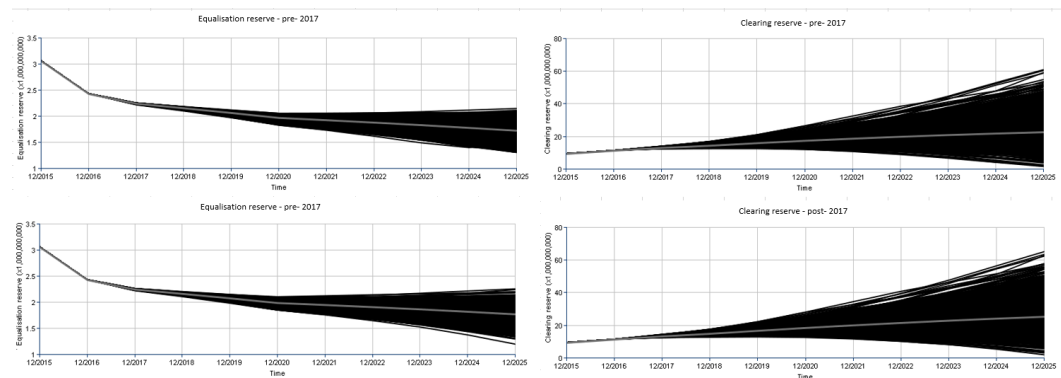 Equalisation reserve - pre- 2017
Equalisation reserve (x1,000,000,000)
3.5
3
2.5
2
1.5
1
12/2015 12/2016 12/2017 12/2018 12/2019 12/2020 12/2021 12/2022 12/2023 12/2024 12/2025
Time
Clearing reserve - pre- 2017
Clearing reserve (x1,000,000,000)
80
60
40
20
0
12/2015 12/2016 12/2017 12/2018 12/2019 12/2020 12/2021 12/2022 12/2023 12/2024 12/2025
Time
Equalisation reserve - pre- 2017
Equalisation reserve (x1,000,000,000)
3.5
3
2.5
2
1.5
1
12/2015 12/2016 12/2017 12/2018 12/2019 12/2020 12/2021 12/2022 12/2023 12/2024 12/2025
Time
Clearing reserve - post- 2017
Clearing reserve (x1,000,000,000)
80
60
40
20
0
12/2015 12/2016 12/2017 12/2018 12/2019 12/2020 12/2021 12/2022 12/2023 12/2024 12/2025
Time